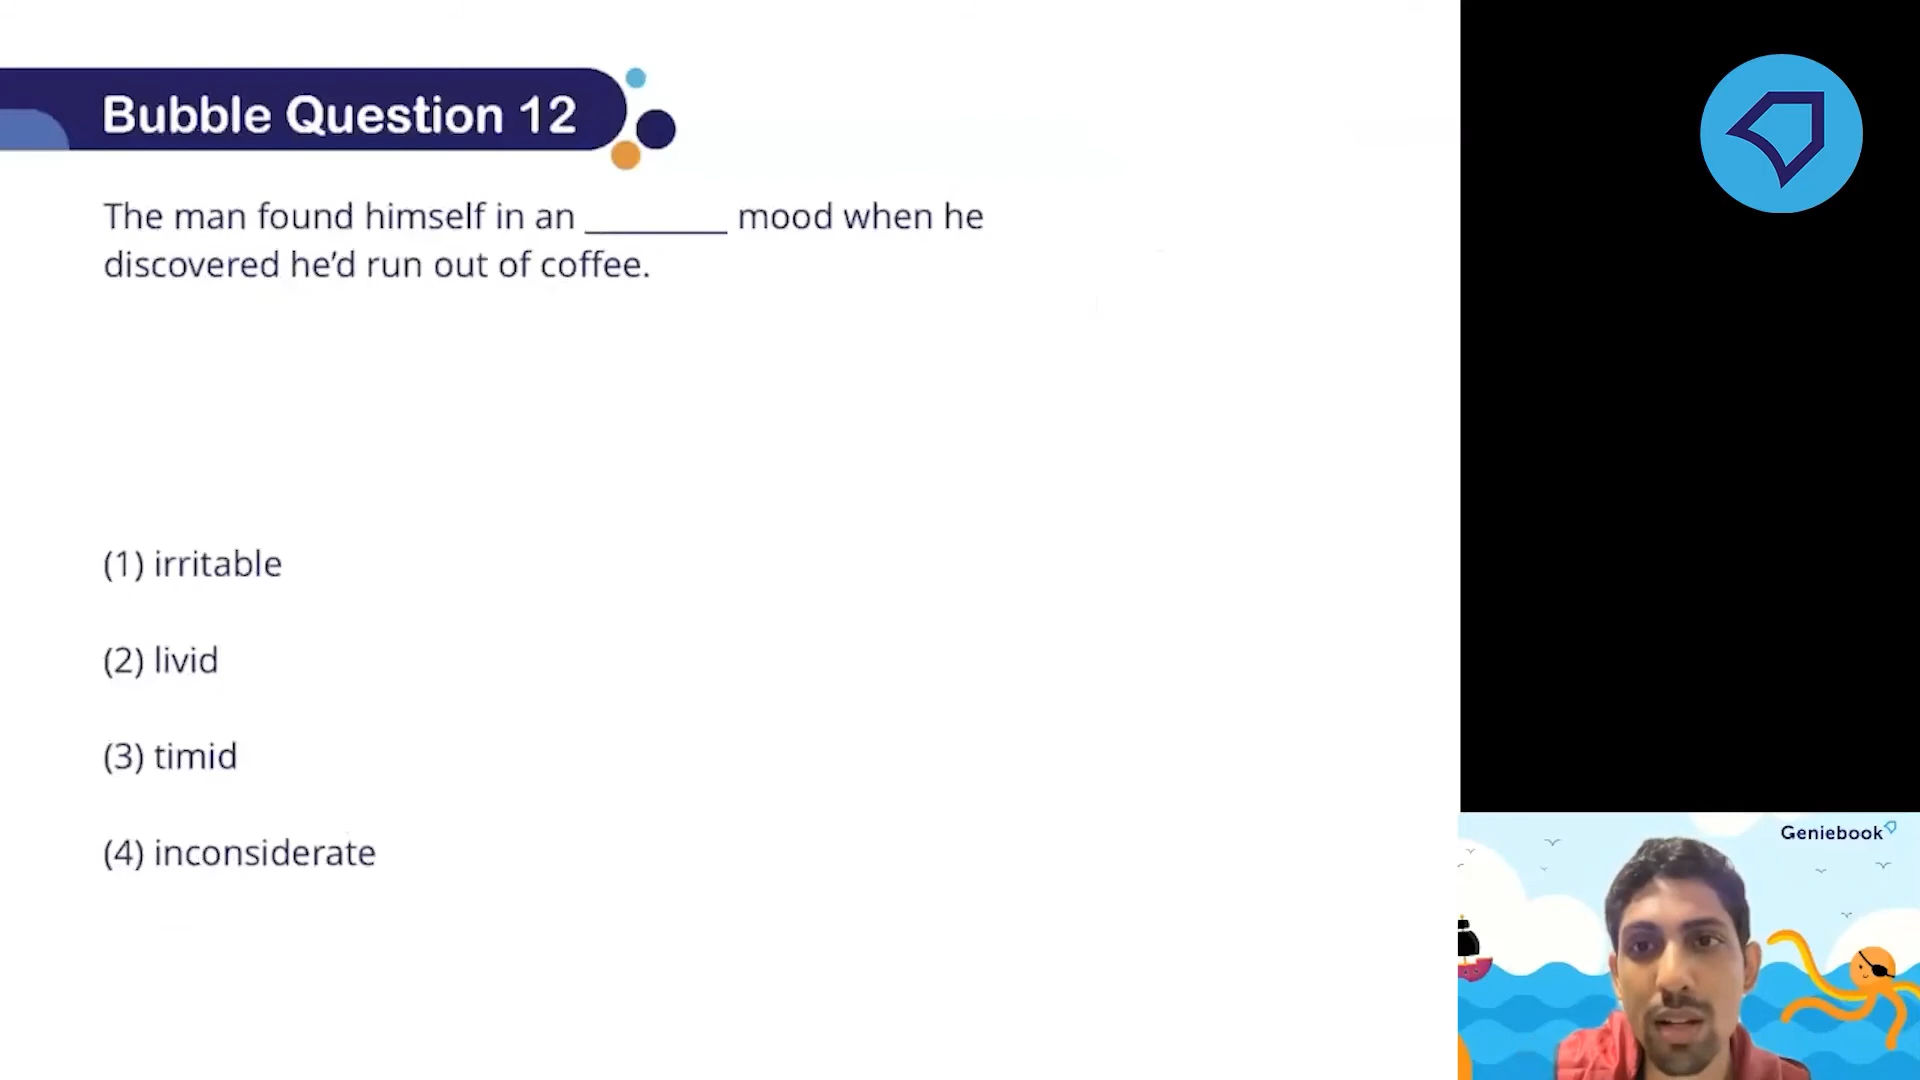 Bubble Question 12
The man found himself in an ________ mood when he
discovered he’d run out of coffee.
(1) irritable
(2) livid
(3) timid
(4) inconsiderate
Geniebook